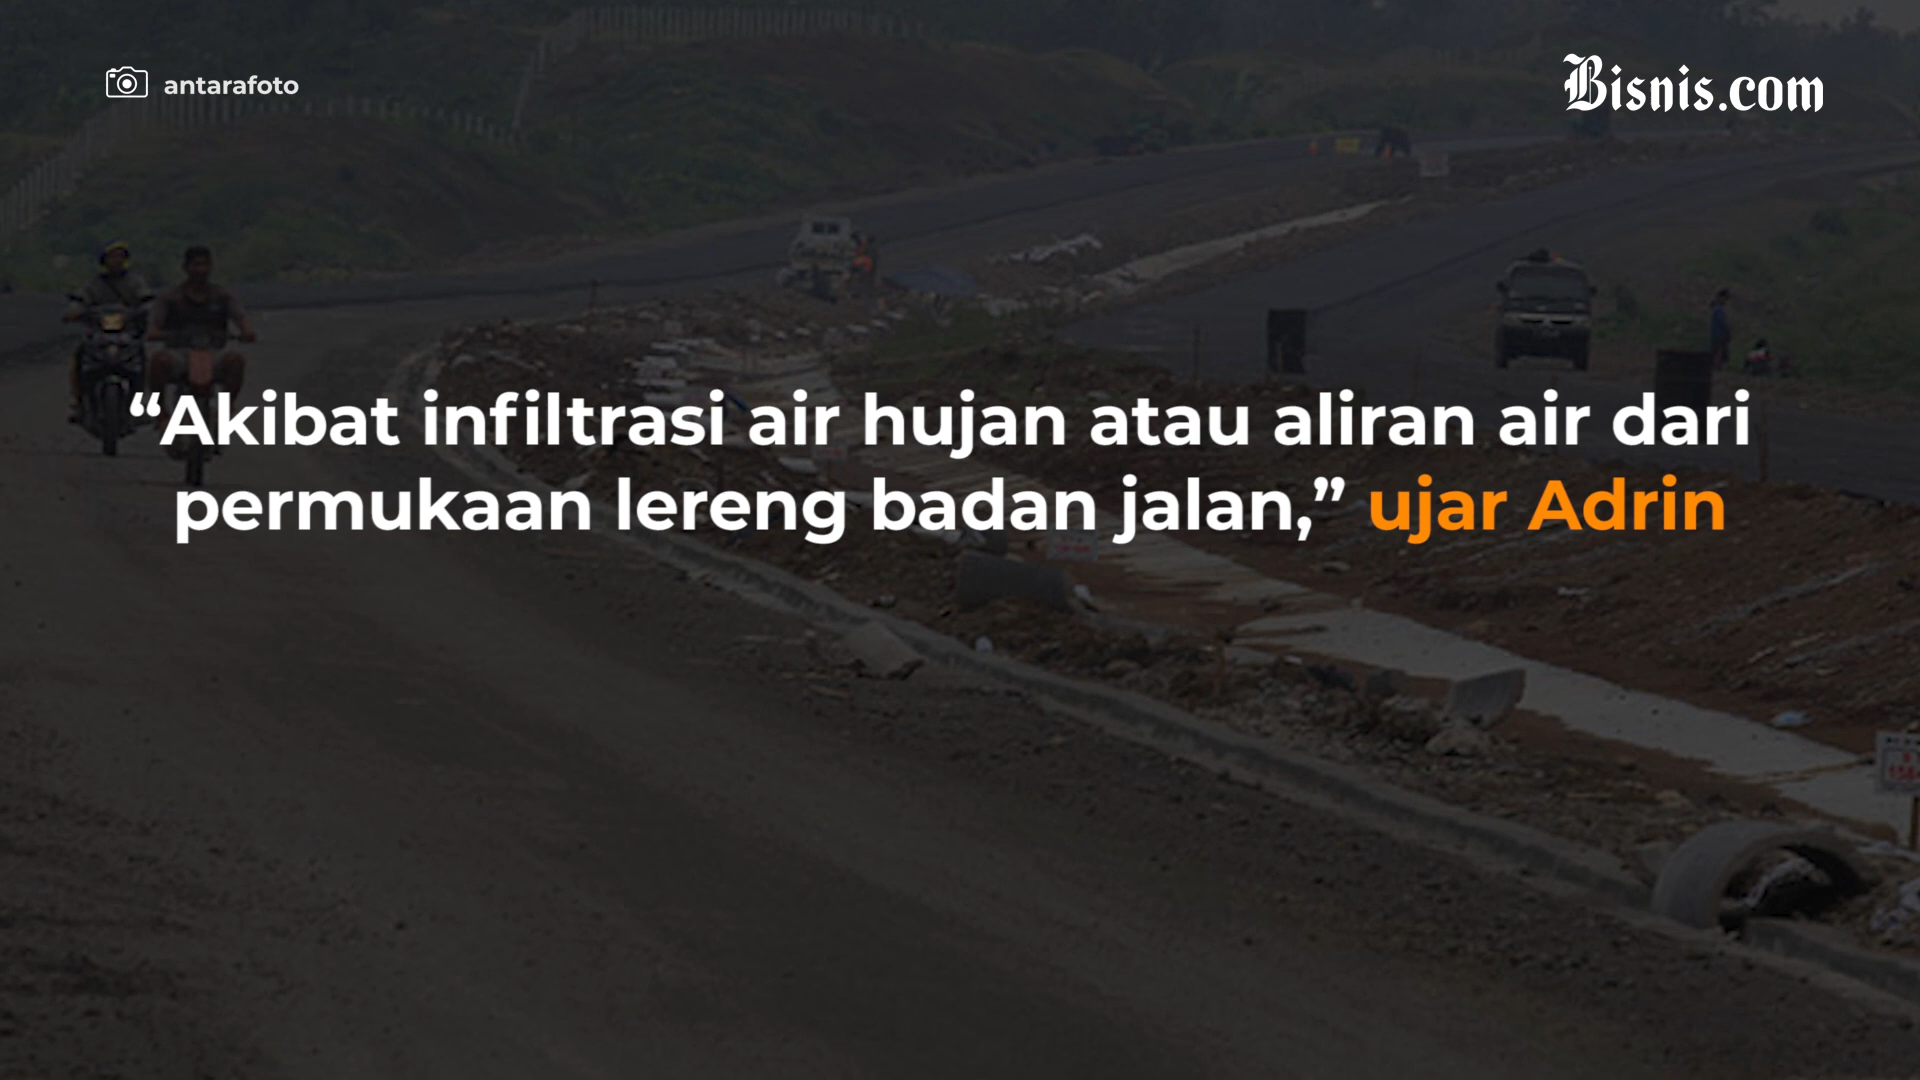 antarafoto
Bisnis.com
“Akibat infiltrasi air hujan atau aliran air dari
permukaan lereng badan jalan,” ujar Adrin